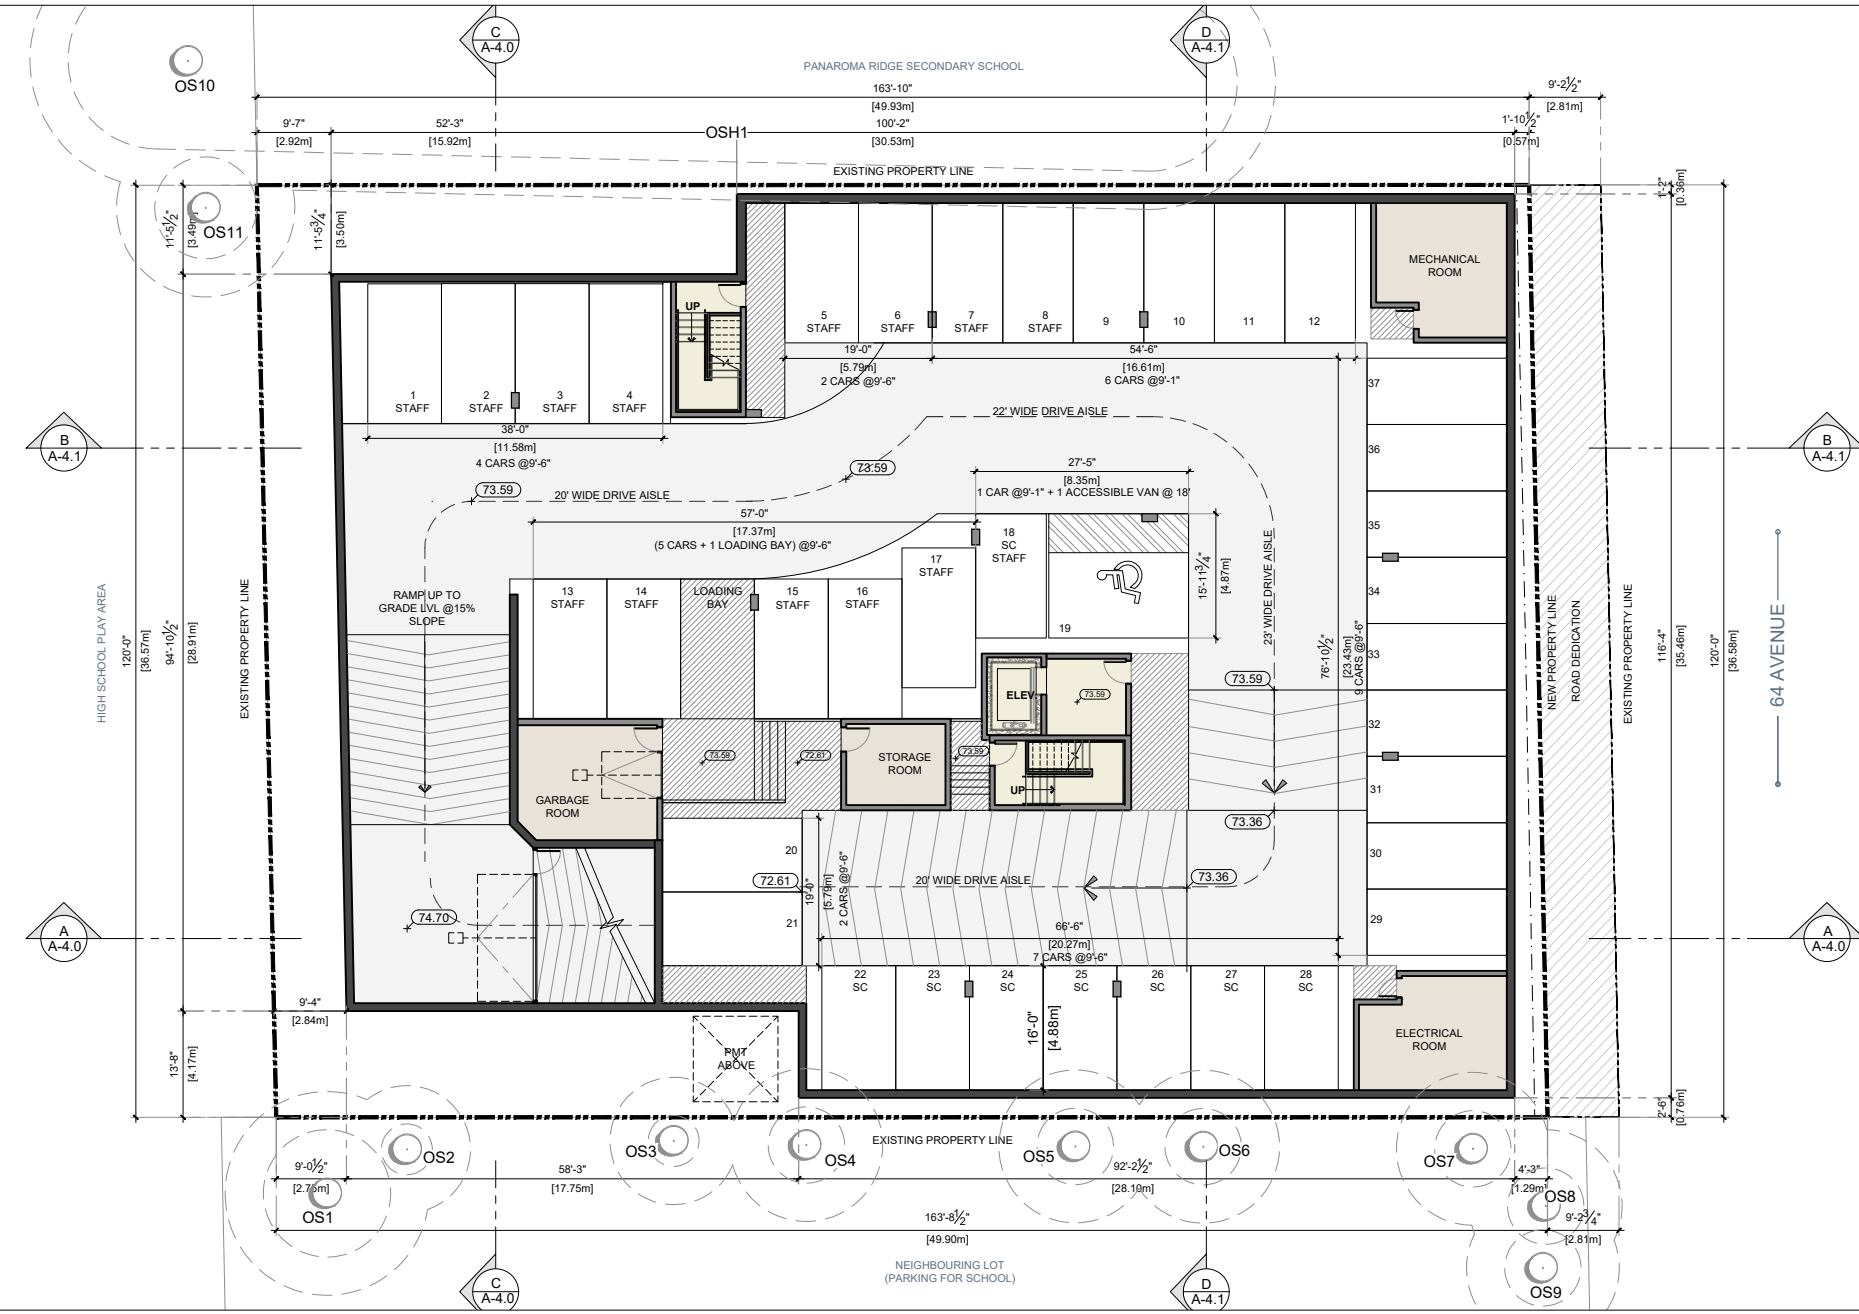 C
A-4.0
D
A-4.1
PANAROMA RIDGE SECONDARY SCHOOL
OS10
163'-10"
[49.93m]
9'-2½"
[2.81m]
9'-7"
[2.92m]
52'-3"
[15.92m]
OSH1
100'-2"
[30.53m]
1'-10½"
[0.57m]
EXISTING PROPERTY LINE
1'-2"
[0.36m]
OS11
11'-5½"
11'-5¾"
[3.50m]
MECHANICAL
ROOM
UP
5
STAFF
6
STAFF
7
STAFF
8
STAFF
9
10
11
12
19'-0"
[5.79m]
2 CARS @9'-6"
54'-6"
[16.61m]
6 CARS @9'-1"
1
STAFF
2
STAFF
3
STAFF
4
STAFF
38'-0"
[11.58m]
4 CARS @9'-6"
22' WIDE DRIVE AISLE
37
36
35
34
33
32
31
30
29
B
A-4.1
B
A-4.1
73.59
73.59
20' WIDE DRIVE AISLE
27'-5"
[8.35m]
1 CAR @9'-1" + 1 ACCESSIBLE VAN @ 18'
57'-0"
[17.37m]
(5 CARS + 1 LOADING BAY) @9'-6"
18
SC
STAFF
17
STAFF
19
15'-11¾"
[4.87m]
23' WIDE DRIVE AISLE
RAMP UP TO
GRADE LVL @15%
SLOPE
13
STAFF
14
STAFF
LOADING
BAY
15
STAFF
16
STAFF
HIGH SCHOOL PLAY AREA
120'-0"
[36.57m]
94'-10½"
[28.91m]
EXISTING PROPERTY LINE
76'-10½"
[23.43m]
9 CARS @9'-6"
NEW PROPERTY LINE
ROAD DEDICATION
EXISTING PROPERTY LINE
116'-4"
[35.46m]
120'-0"
[36.58m]
64 AVENUE
ELEV
73.59
73.59
73.59
72.61
73.59
STORAGE
ROOM
UP
GARBAGE
ROOM
73.36
20
21
72.61
19'-0"
[5.79m]
2 CARS @9'-6"
20' WIDE DRIVE AISLE
73.36
74.70
66'-6"
[20.27m]
7 CARS @9'-6"
A
A-4.0
A
A-4.0
22
SC
23
SC
24
SC
25
SC
26
SC
27
SC
28
SC
16'-0"
[4.88m]
ELECTRICAL
ROOM
9'-4"
[2.84m]
13'-8"
[4.17m]
PMT
ABOVE
2'-6"
[0.76m]
EXISTING PROPERTY LINE
OS2
OS3
OS4
OS5
OS6
OS7
9'-0½"
[2.75m]
58'-3"
[17.75m]
92'-2½"
[28.10m]
4'-3"
[1.29m]
OS8
OS1
163'-8½"
[49.90m]
9'-2¾"
[2.81m]
NEIGHBOURING LOT
(PARKING FOR SCHOOL)
OS9
C
A-4.0
D
A-4.1